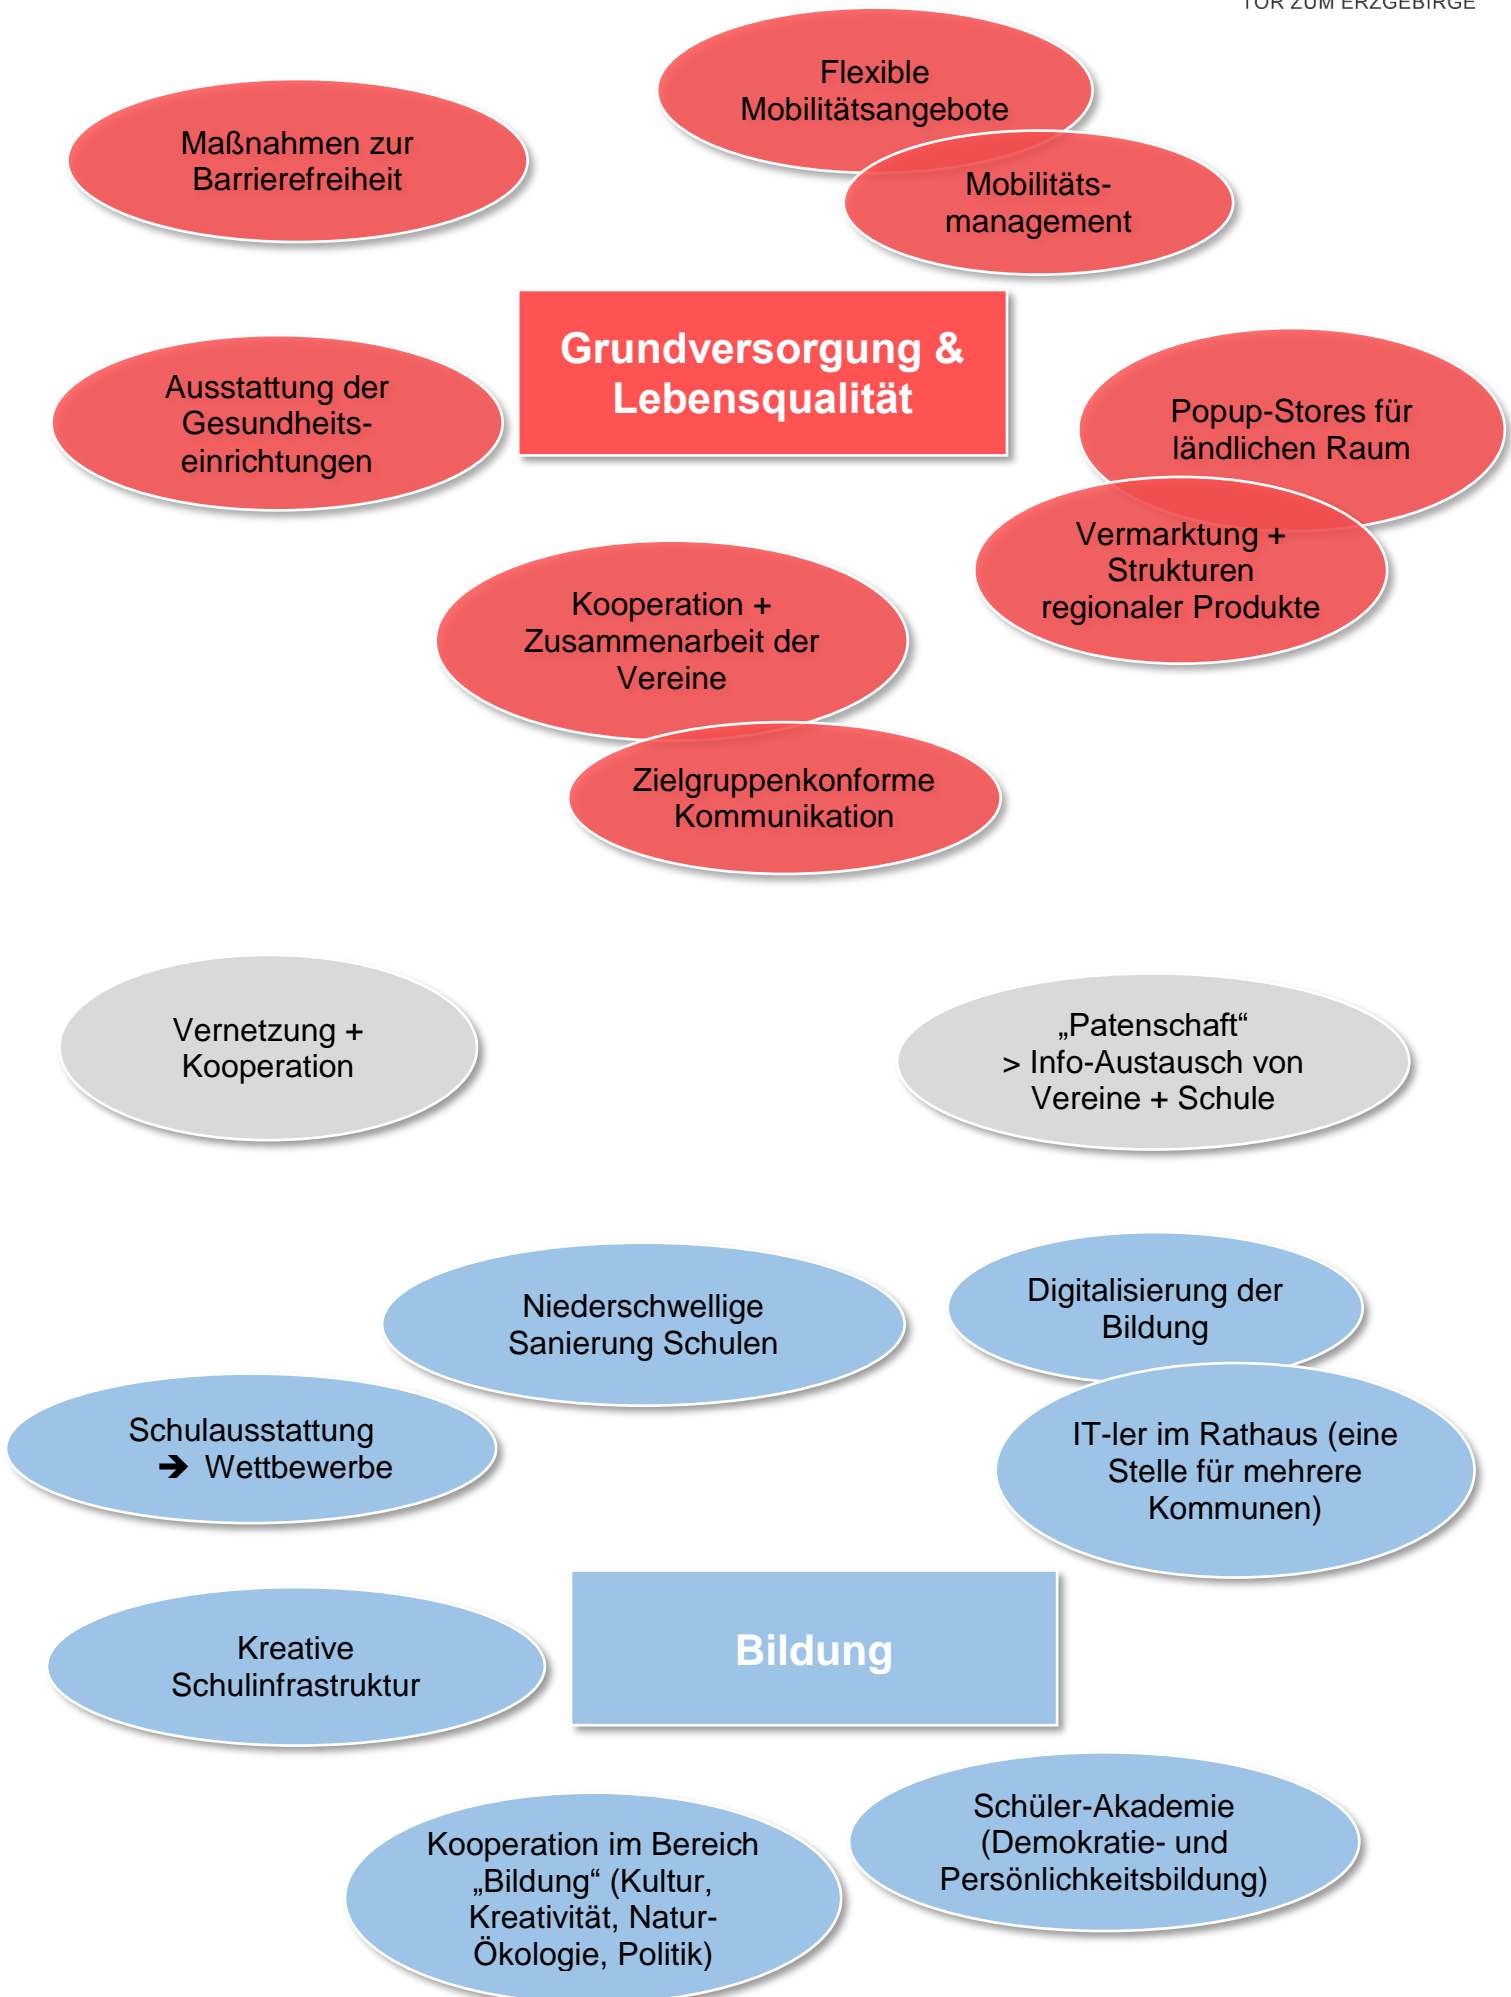 TOR ZUM ERZGEBIRGE
Flexible
Mobilitätsangebote
Maßnahmen zur
Barrierefreiheit
Mobilitäts-
management
Grundversorgung &
Lebensqualität
Ausstattung der
Gesundheits-
einrichtungen
Popup-Stores für
ländlichen Raum
Vermarktung +
Strukturen
regionaler Produkte
Kooperation +
Zusammenarbeit der
Vereine
Zielgruppenkonforme
Kommunikation
Vernetzung +
Kooperation
„Patenschaft“
> Info-Austausch von
Vereine + Schule
Niederschwellige
Sanierung Schulen
Digitalisierung der
Bildung
Schulausstattung
➔ Wettbewerbe
IT-ler im Rathaus (eine
Stelle für mehrere
Kommunen)
Kreative
Schulinfrastruktur
Bildung
Schüler-Akademie
(Demokratie- und
Persönlichkeitsbildung)
Kooperation im Bereich
„Bildung“ (Kultur,
Kreativität, Natur-
Ökologie, Politik)